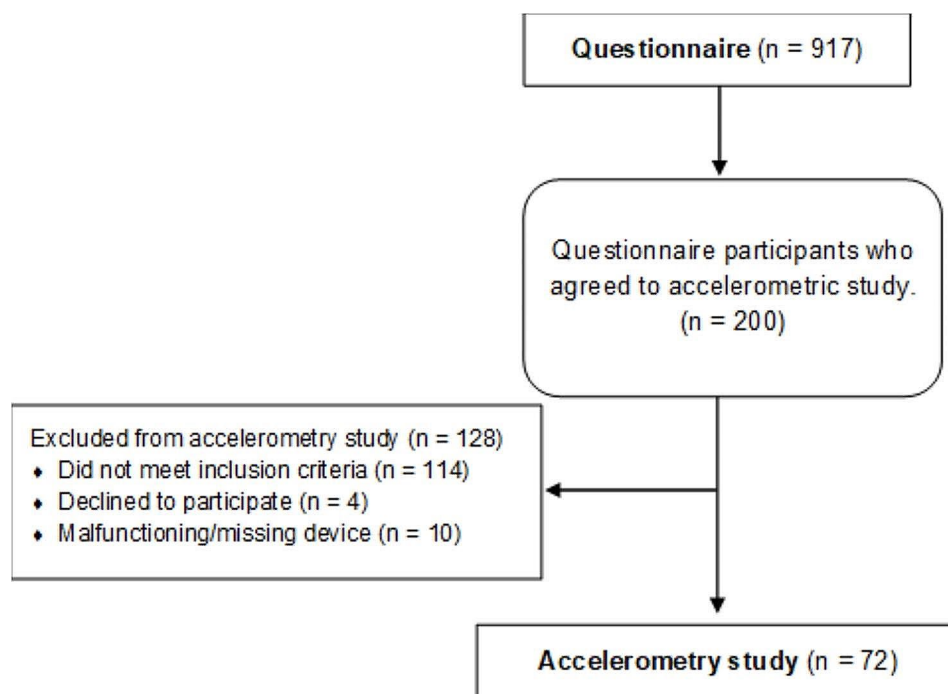 Questionnaire (n = 917)
Questionnaire participants who
agreed to accelerometric study.
(n = 200)
Excluded from accelerometry study (n = 128)
♦ Did not meet inclusion criteria (n = 114)
♦ Declined to participate (n = 4)
♦ Malfunctioning/missing device (n = 10)
Accelerometry study (n = 72)